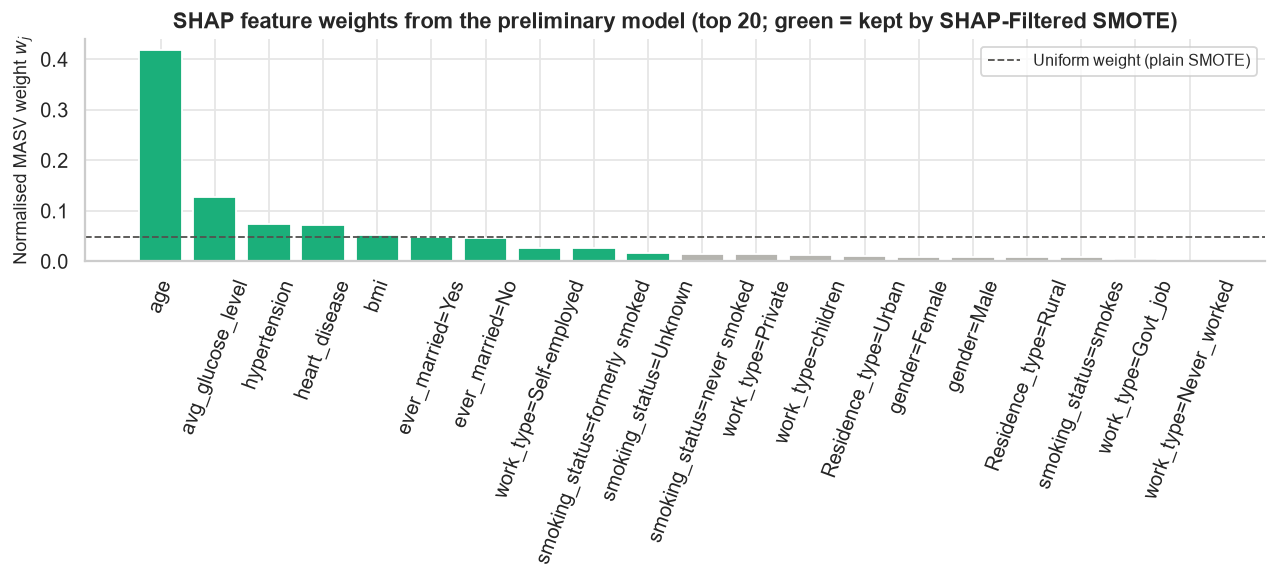 SHAP feature weights from the preliminary model (top 20; green = kept by SHAP-Filtered SMOTE)
Normalised MASV weight wj
0.4
0.3
0.2
0.1
0.0
Uniform weight (plain SMOTE)
age
avg_glucose_level
hypertension
heart_disease
bmi
ever_married=Yes
ever_married=No
work_type=Self-employed
smoking_status=formerly smoked
smoking_status=Unknown
smoking_status=never smoked
work_type=Private
work_type=children
Residence_type=Urban
gender=Female
gender=Male
Residence_type=Rural
smoking_status=smokes
work_type=Govt_job
work_type=Never_worked